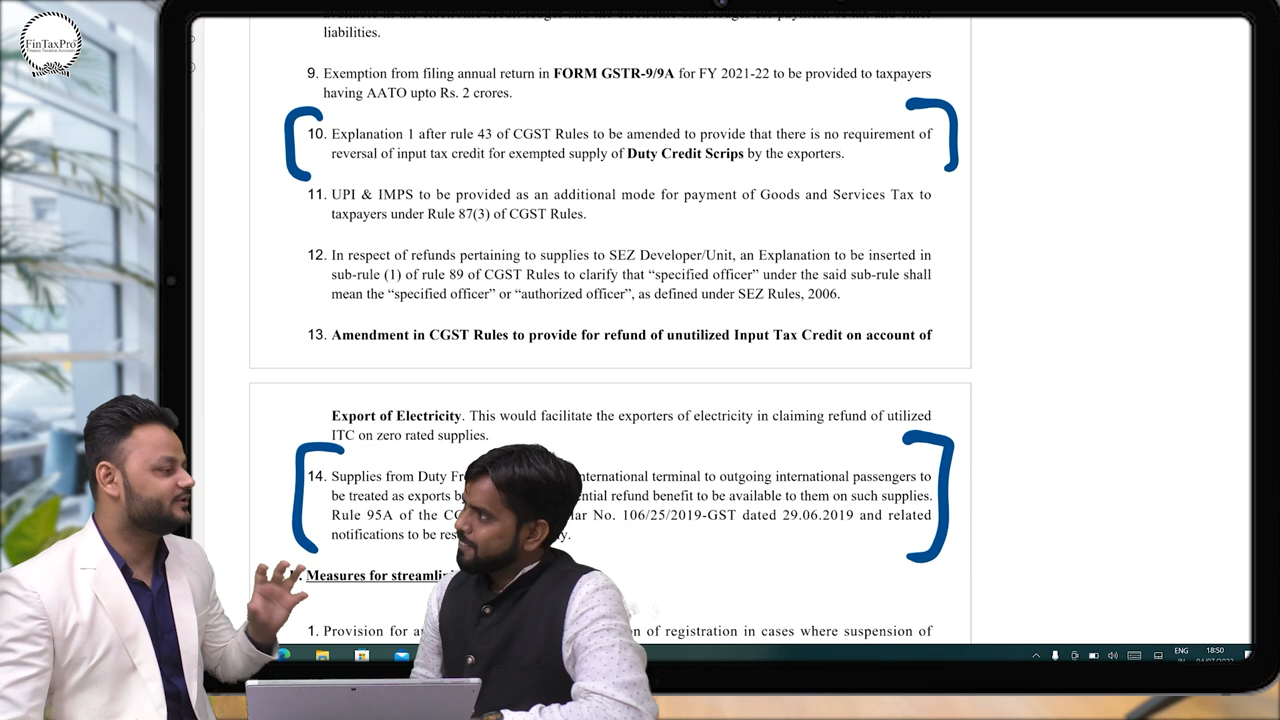 FinTaxPro
liabilities.
9. Exemption from filing annual return in FORM GSTR-9/9A for FY 2021-22 to be provided to taxpayers
having AATO upto Rs. 2 crores.
10. Explanation 1 after rule 43 of CGST Rules to be amended to provide that there is no requirement of
reversal of input tax credit for exempted supply of Duty Credit Scrips by the exporters.
11. UPI & IMPS to be provided as an additional mode for payment of Goods and Services Tax to
taxpayers under Rule 87(3) of CGST Rules.
12. In respect of refunds pertaining to supplies to SEZ Developer/Unit, an Explanation to be inserted in
sub-rule (1) of rule 89 of CGST Rules to clarify that “specified officer” under the said sub-rule shall
mean the “specified officer” or “authorized officer”, as defined under SEZ Rules, 2006.
13. Amendment in CGST Rules to provide for refund of unutilized Input Tax Credit on account of
Export of Electricity. This would facilitate the exporters of electricity in claiming refund of utilized
ITC on zero rated supplies.
14. Supplies from Duty international terminal to outgoing international passengers to
be treated as exports refund benefit to be available to them on such supplies.
Rule 95A of the No. 106/25/2019-GST dated 29.06.2019 and related
notifications to be
Measures for
1. Provision for of registration in cases where suspension of
ENG
18:50